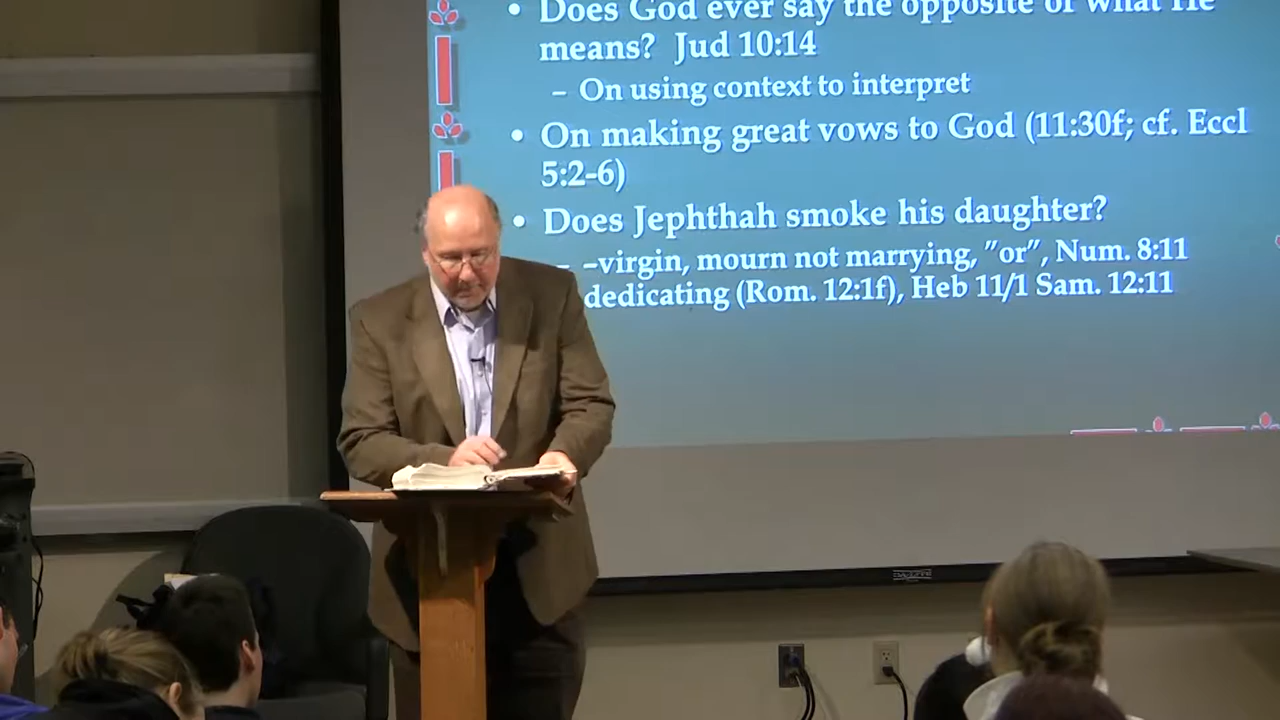 • Does God ever say the opposite of what He
means? Jud 10:14
– On using context to interpret
• On making great vows to God (11:30f; cf. Eccl
5:2-6)
• Does Jephthah smoke his daughter?
– –virgin, mourn not marrying, ”or”, Num. 8:11
dedicating (Rom. 12:1f), Heb 11/1 Sam. 12:11